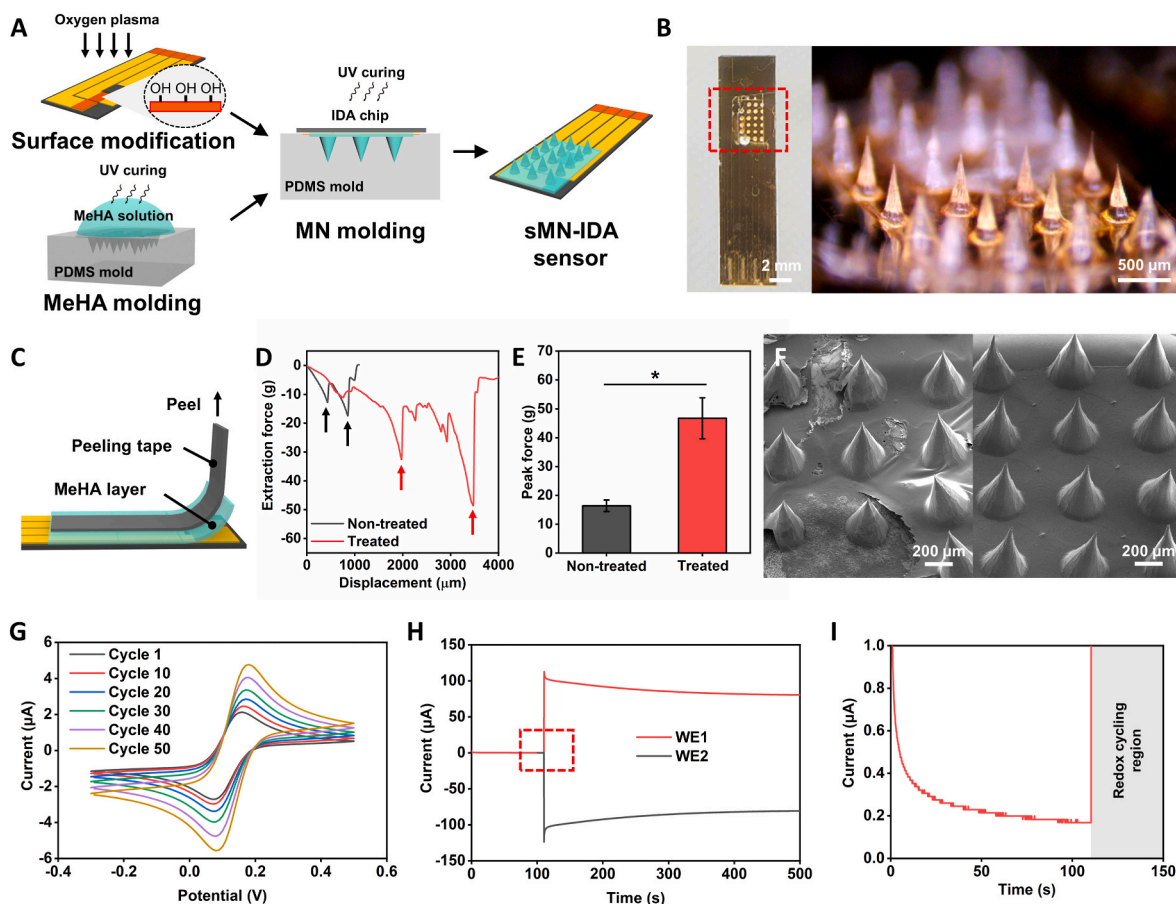 A
Oxygen plasma
OH OH OH
Surface modification
UV curing
MeHA solution
PDMS mold
MeHA molding
UV curing
IDA chip
PDMS mold
MN molding
sMN-IDA
sensor
B
2 mm
500 µm
C
Peel
Peeling tape
MeHA layer
D
Extraction force (g)
0
-10
-20
-30
-40
-50
-60
Non-treated
Treated
0 1000 2000 3000 4000
Displacement (µm)
E
Peak force (g)
70
60
50
40
30
20
10
0
*
Non-treated Treated
F
200 µm
200 µm
G
Current (µA)
6
4
2
0
-2
-4
-6
Cycle 1
Cycle 10
Cycle 20
Cycle 30
Cycle 40
Cycle 50
-0.4 -0.2 0.0 0.2 0.4 0.6
Potential (V)
H
Current (µA)
150
100
50
0
-50
-100
-150
WE1
WE2
0 100 200 300 400 500
Time (s)
I
Current (µA)
1.0
0.8
0.6
0.4
0.2
0.0
Redox cycling
region
0 50 100 150
Time (s)